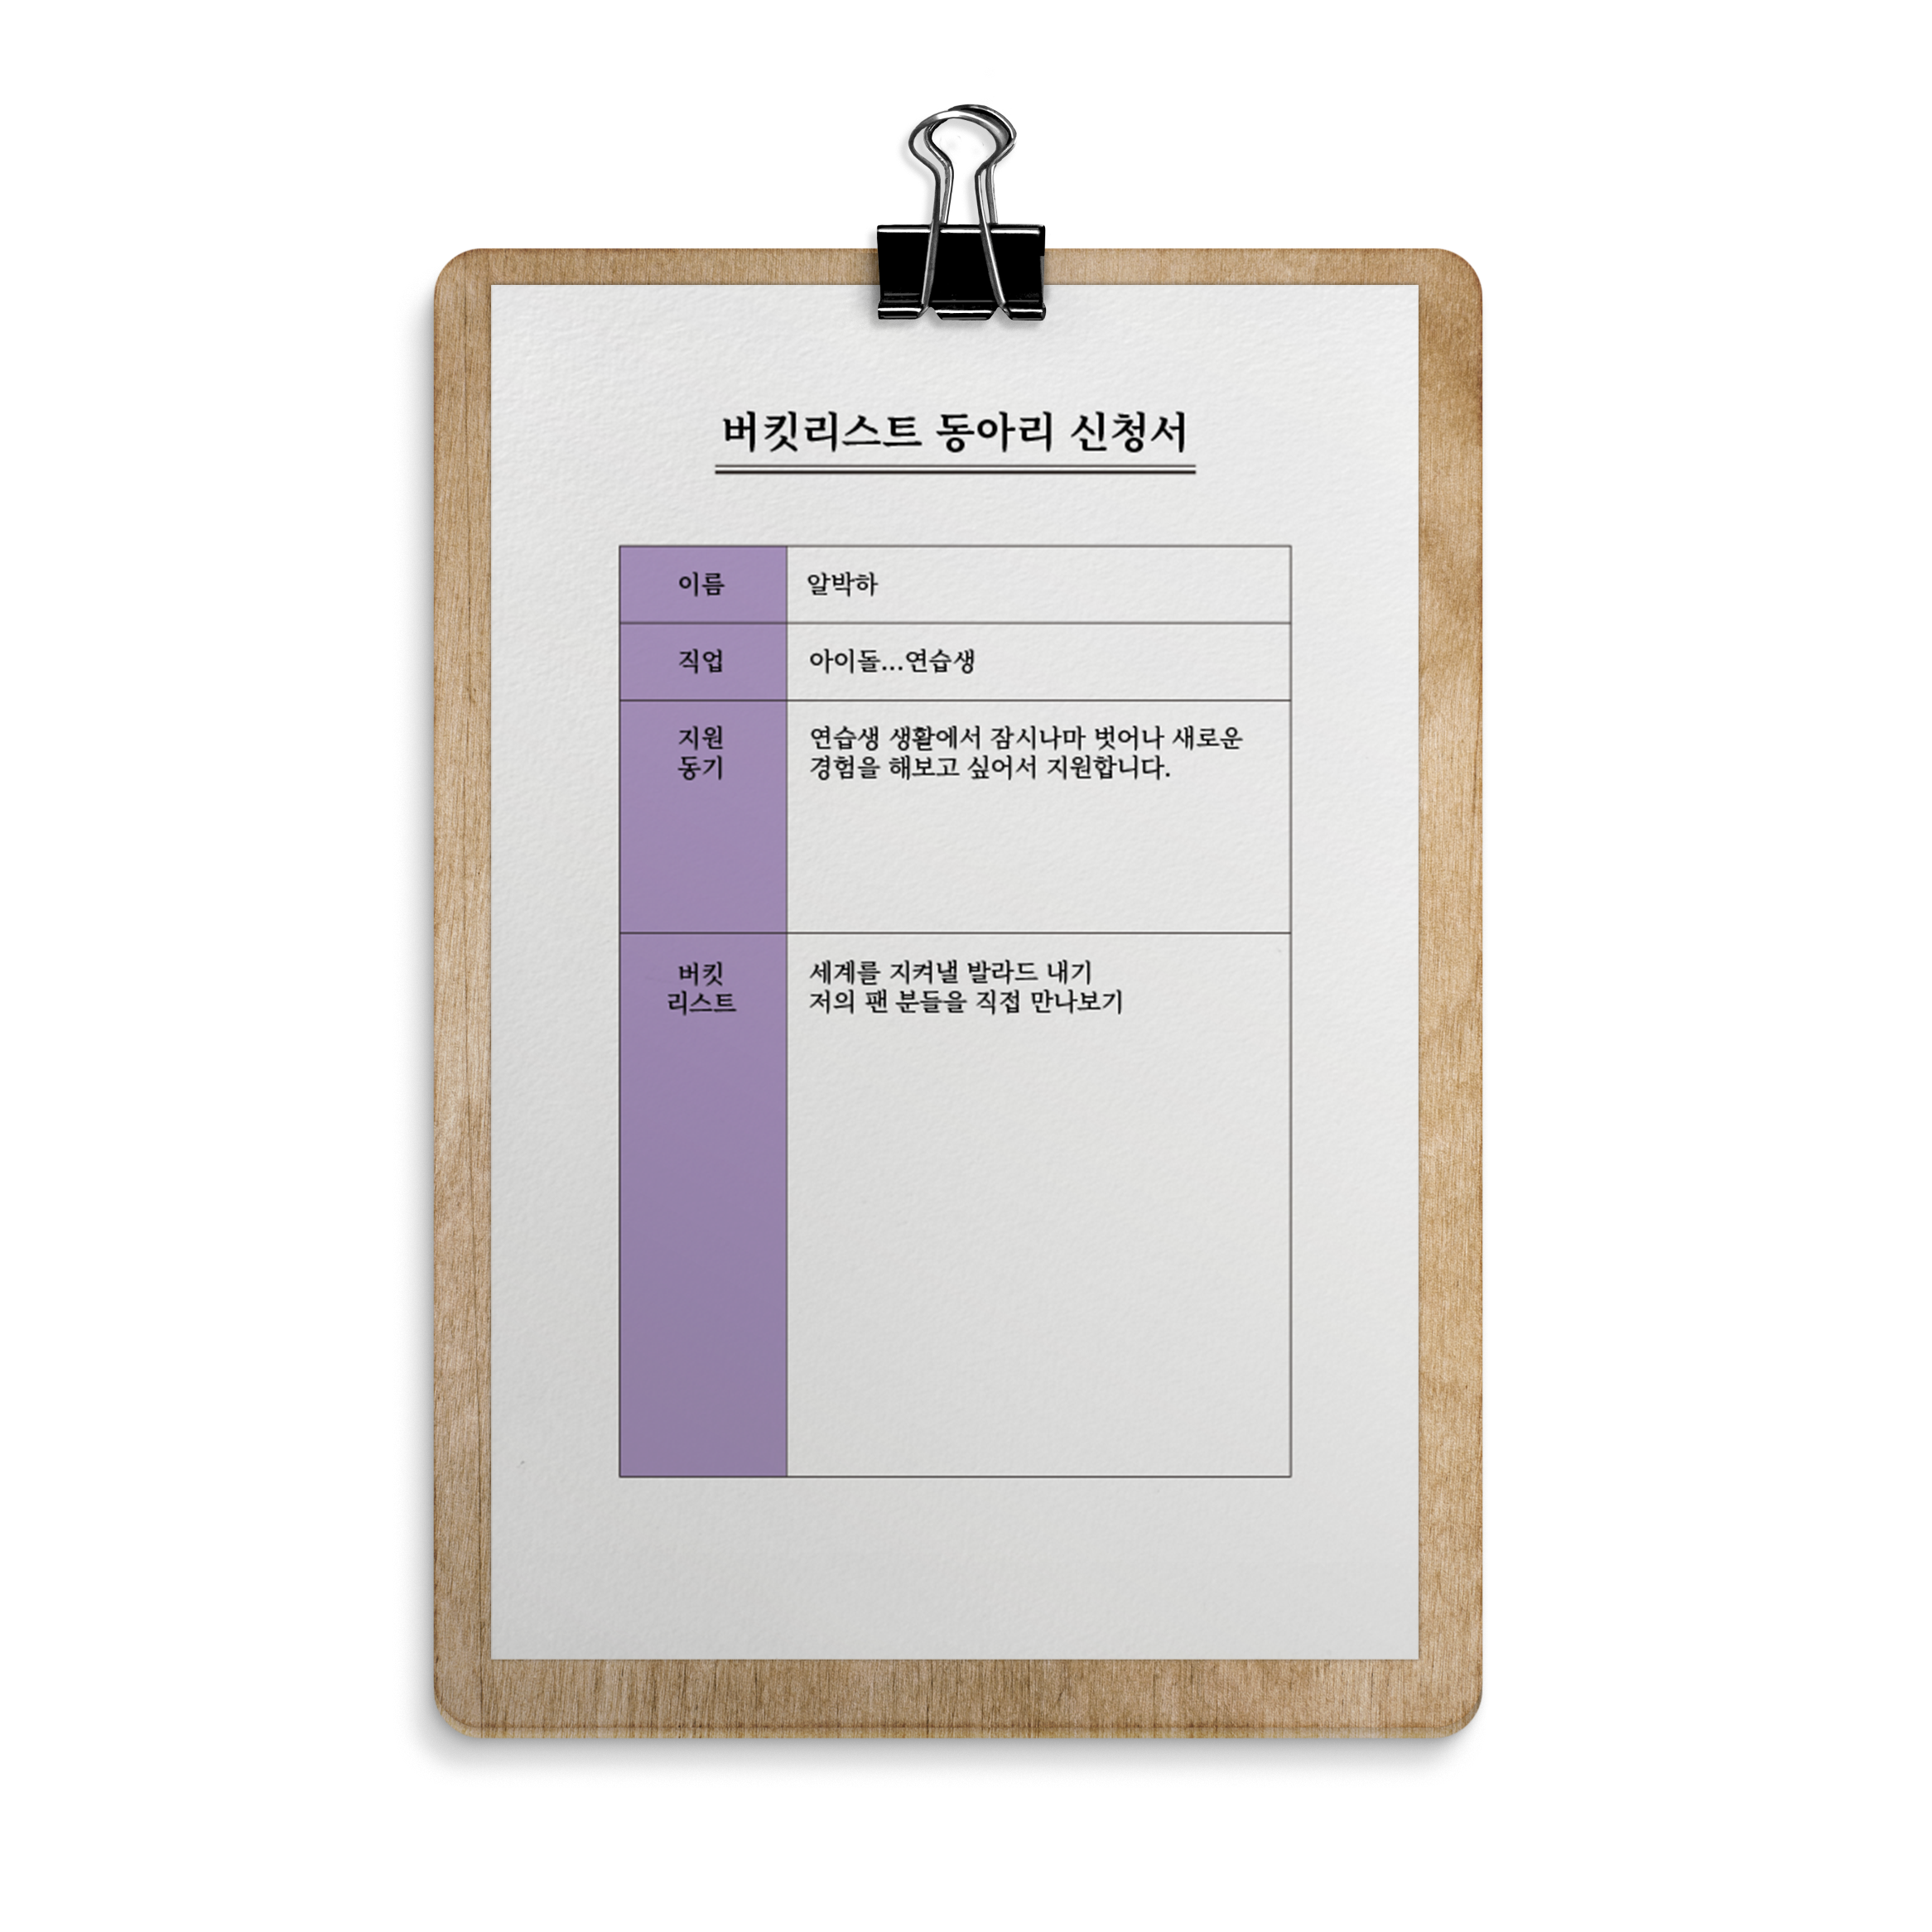 버킷리스트 동아리 신청서
이름
알박하
직업
아이돌...연습생
지원
동기
연습생 생활에서 잠시나마 벗어나 새로운
경험을 해보고 싶어서 지원합니다.
버킷
리스트
세계를 지켜낼 발라드 내기
저의 팬 분들을 직접 만나보기